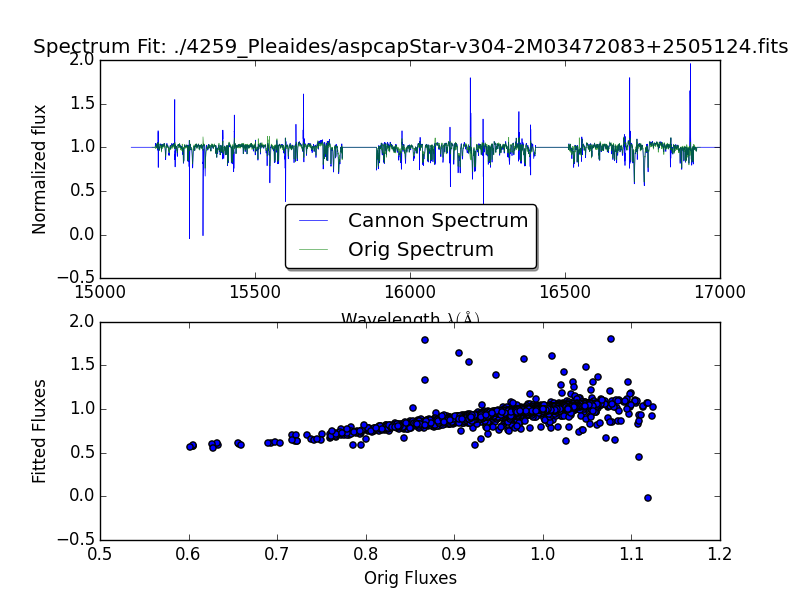 Spectrum Fit: ./4259_Pleaides/aspcapStar-v304-2M03472083+2505124.fits
2.0
1.5
1.0
0.5
0.0
−0.5
Normalized flux
Cannon Spectrum
Orig Spectrum
15000 15500 16000 16500 17000
Wavelength λ(Å)
2.0
1.5
1.0
0.5
0.0
−0.5
Fitted Fluxes
0.5 0.6 0.7 0.8 0.9 1.0 1.1 1.2
Orig Fluxes